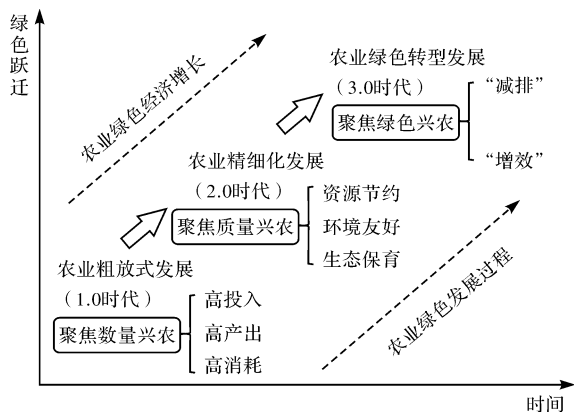 绿色跃迁
农业绿色经济增长
农业绿色转型发展
（3.0时代）
聚焦绿色兴农
“减排”
“增效”
农业精细化发展
（2.0时代）
聚焦质量兴农
资源节约
环境友好
生态保育
农业粗放式发展
（1.0时代）
聚焦数量兴农
高投入
高产出
高消耗
农业绿色发展过程
时间